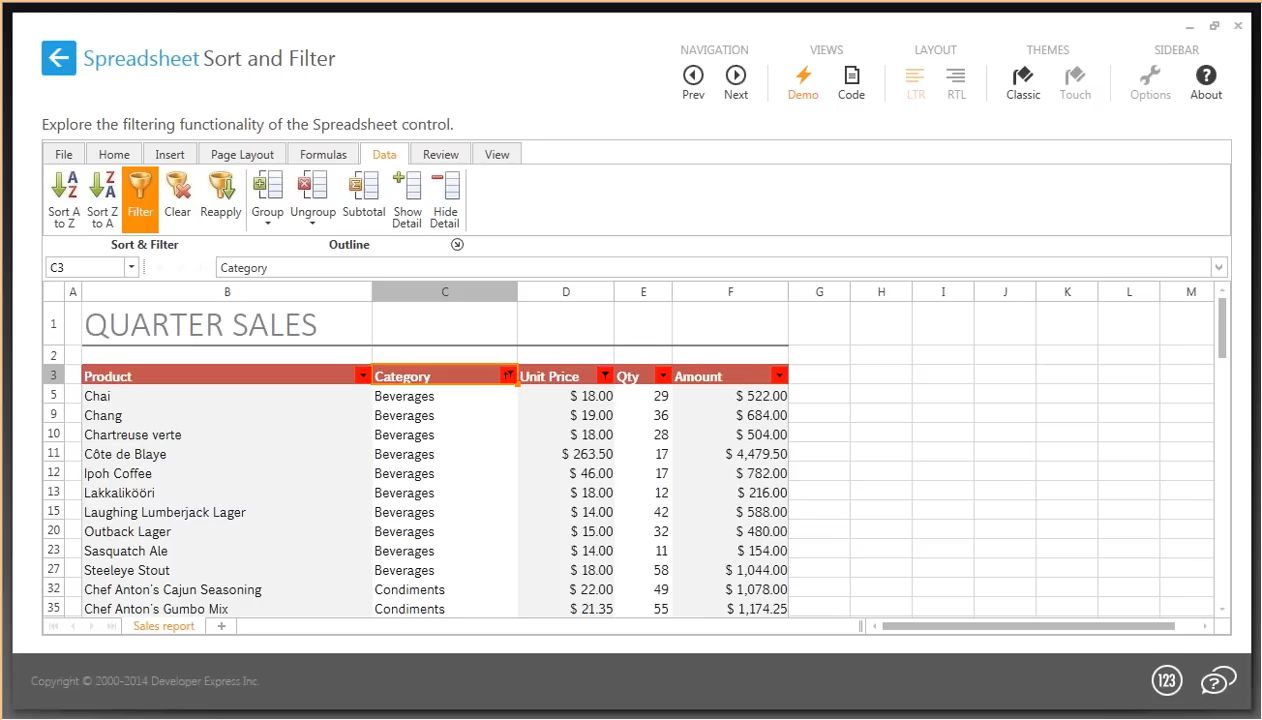 Spreadsheet Sort and Filter
NAVIGATION VIEWS LAYOUT THEMES SIDEBAR
Prev Next Demo Code LTR RTL Classic Touch Options About
Explore the filtering functionality of the Spreadsheet control.
File Home Insert Page Layout Formulas Data Review View
Sort A to Z Sort Z to A Filter Clear Reapply Group Ungroup Subtotal Show Detail Hide Detail
Sort & Filter Outline
C3 Category
A B C D E F G H I J K L M
1 QUARTER SALES
2
3 Product Category Unit Price Qty Amount
5 Chai Beverages $ 18.00 29 $ 522.00
9 Chang Beverages $ 19.00 36 $ 684.00
10 Chartreuse verte Beverages $ 18.00 28 $ 504.00
11 Côte de Blaye Beverages $ 263.50 17 $ 4,479.50
12 Ipoh Coffee Beverages $ 46.00 17 $ 782.00
13 Lakkalikööri Beverages $ 18.00 12 $ 216.00
15 Laughing Lumberjack Lager Beverages $ 14.00 42 $ 588.00
20 Outback Lager Beverages $ 15.00 32 $ 480.00
23 Sasquatch Ale Beverages $ 14.00 11 $ 154.00
27 Steeleye Stout Beverages $ 18.00 58 $ 1,044.00
32 Chef Anton's Cajun Seasoning Condiments $ 22.00 49 $ 1,078.00
35 Chef Anton's Gumbo Mix Condiments $ 21.35 55 $ 1,174.25
Sales report +
Copyright © 2000-2014 Developer Express Inc. 123 ?